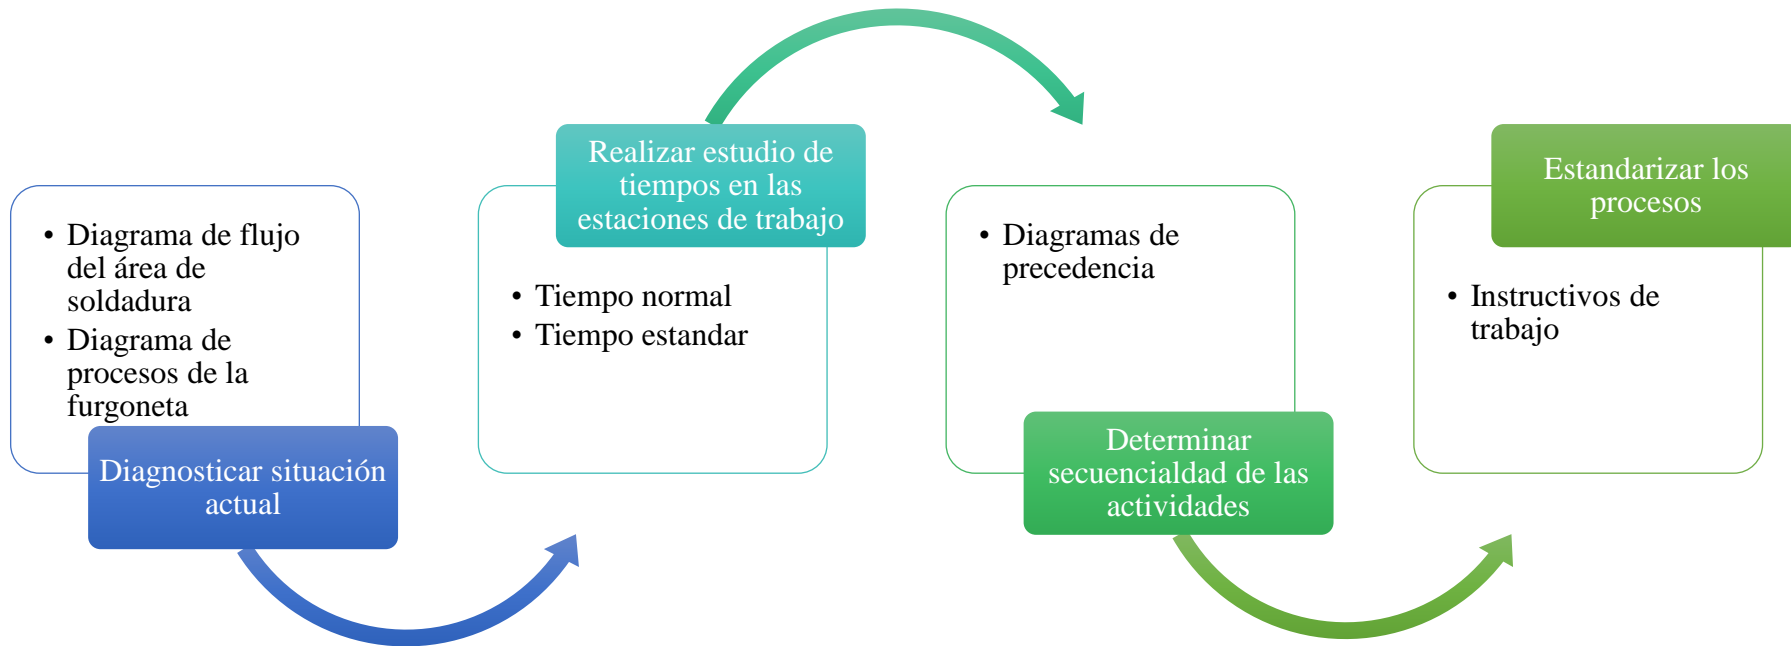 • Diagrama de flujo
del área de
soldadura
• Diagrama de
procesos de la
furgoneta
Diagnosticar situación
actual
Realizar estudio de
tiempos en las
estaciones de trabajo
• Tiempo normal
• Tiempo estandar
• Diagramas de
precedencia
Determinar
secuencialdad de las
actividades
Estandarizar los
procesos
• Instructivos de
trabajo